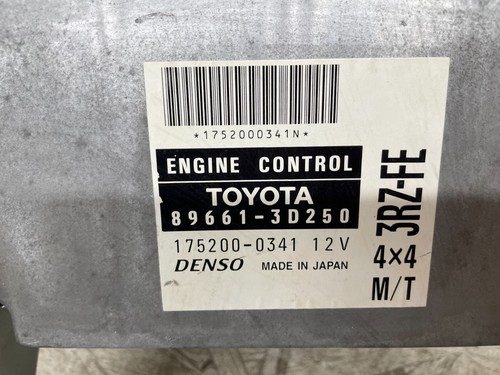 *1752000341N*
ENGINE CONTROL
TOYOTA
89661-3D250
175200-0341 12V
DENSO MADE IN JAPAN
3RZ-FE
4×4
M/T